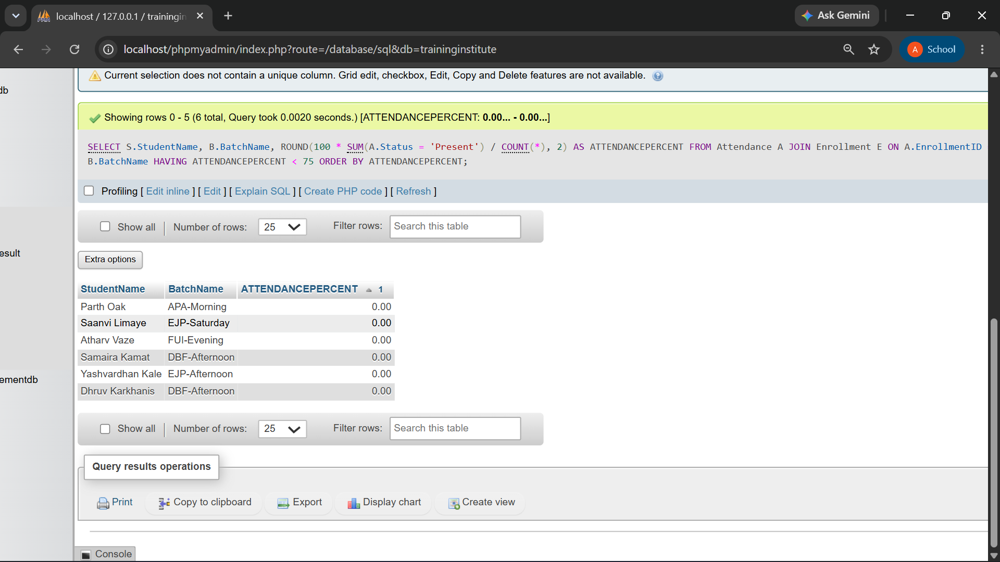 localhost / 127.0.0.1 / trainingin
Ask Gemini
localhost/phpmyadmin/index.php?route=/database/sql&db=traininginstitute
A School
Current selection does not contain a unique column. Grid edit, checkbox, Edit, Copy and Delete features are not available.
db
Showing rows 0 - 5 (6 total, Query took 0.0020 seconds.) [ATTENDANCEPERCENT: 0.00... - 0.00...]
SELECT S.StudentName, B.BatchName, ROUND(100 * SUM(A.Status = 'Present') / COUNT(*), 2) AS ATTENDANCEPERCENT FROM Attendance A JOIN Enrollment E ON A.EnrollmentID
B.BatchName HAVING ATTENDANCEPERCENT < 75 ORDER BY ATTENDANCEPERCENT;
Profiling [ Edit inline ] [ Edit ] [ Explain SQL ] [ Create PHP code ] [ Refresh ]
Show all | Number of rows: 25 Filter rows: Search this table
esult
Extra options
StudentName BatchName ATTENDANCEPERCENT 1
Parth Oak APA-Morning 0.00
Saanvi Limaye EJP-Saturday 0.00
Atharv Vaze FUI-Evening 0.00
Samaira Kamat DBF-Afternoon 0.00
Yashvardhan Kale EJP-Afternoon 0.00
ementdb
Dhruv Karkhanis DBF-Afternoon 0.00
Show all | Number of rows: 25 Filter rows: Search this table
Query results operations
Print Copy to clipboard Export Display chart Create view
Console